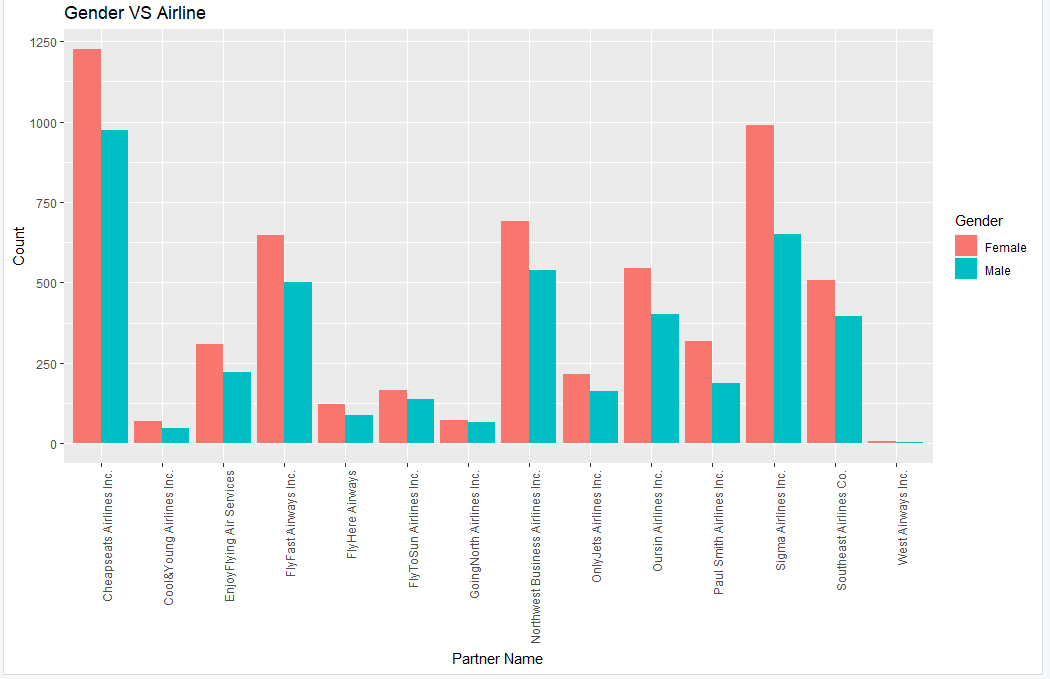 Gender VS Airline
1250
1000
750
500
250
0
Count
Cheapseats Airlines Inc.
Cool&Young Airlines Inc.
EnjoyFlying Air Services
FlyFast Airways Inc.
FlyHere Airways
FlyToSun Airlines Inc.
GoingNorth Airlines Inc.
Northwest Business Airlines Inc.
OnlyJets Airlines Inc.
Oursin Airlines Inc.
Paul Smith Airlines Inc.
Sigma Airlines Inc.
Southeast Airlines Co.
West Airways Inc.
Partner Name
Gender
Female
Male